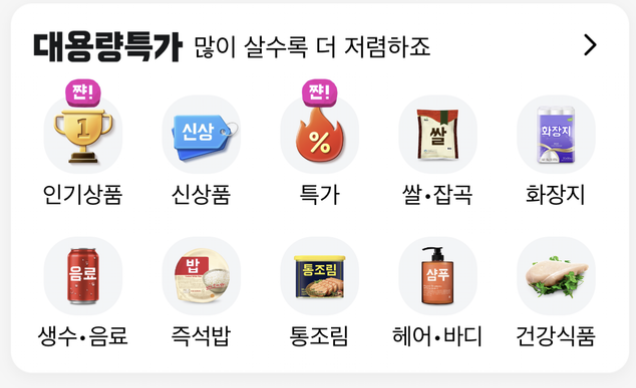 대용량특가 많이 살수록 더 저렴하죠
쨘! 쨘!
1 신상 % 쌀 화장지
인기상품 신상품 특가 쌀•잡곡 화장지
음료 밥 통조림 샴푸
생수•음료 즉석밥 통조림 헤어•바디 건강식품